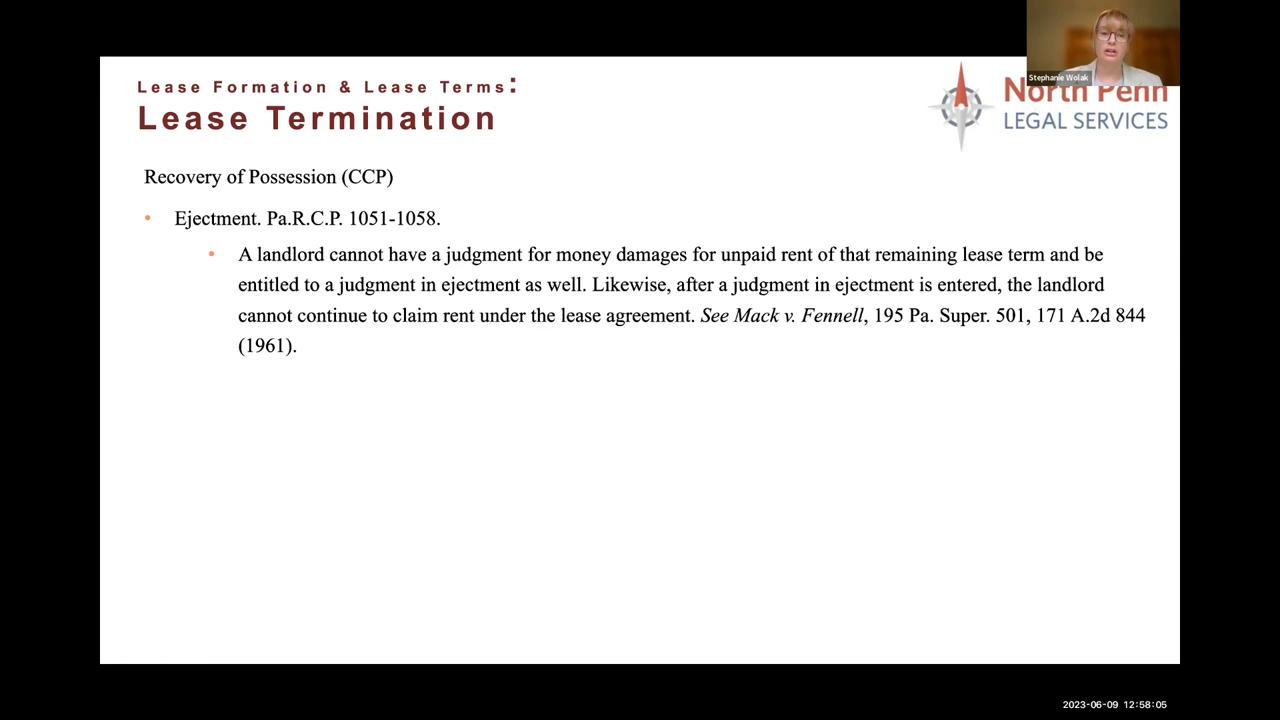 Stephanie Wolak
Lease Formation & Lease Terms:
Lease Termination
North Penn
LEGAL SERVICES
Recovery of Possession (CCP)
• Ejectment. Pa.R.C.P. 1051-1058.
• A landlord cannot have a judgment for money damages for unpaid rent of that remaining lease term and be
entitled to a judgment in ejectment as well. Likewise, after a judgment in ejectment is entered, the landlord
cannot continue to claim rent under the lease agreement. See Mack v. Fennell, 195 Pa. Super. 501, 171 A.2d 844
(1961).
2023-06-09 12:58:05